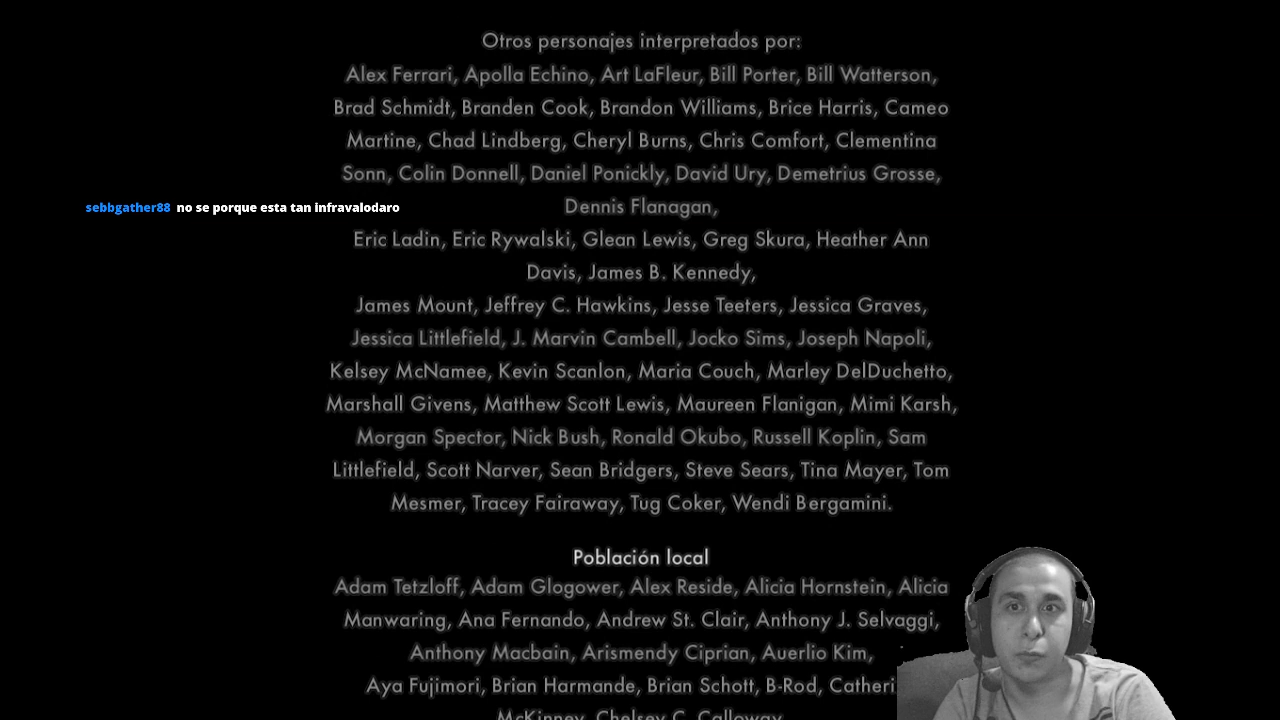 Otros personajes interpretados por:
Alex Ferrari, Apolla Echino, Art LaFleur, Bill Porter, Bill Watterson,
Brad Schmidt, Branden Cook, Brandon Williams, Brice Harris, Cameo
Martine, Chad Lindberg, Cheryl Burns, Chris Comfort, Clementina
Sonn, Colin Donnell, Daniel Ponickly, David Ury, Demetrius Grosse,
sebbgather88 no se porque esta tan infravalodaro
Dennis Flanagan,
Eric Ladin, Eric Rywalski, Glean Lewis, Greg Skura, Heather Ann
Davis, James B. Kennedy,
James Mount, Jeffrey C. Hawkins, Jesse Teeters, Jessica Graves,
Jessica Littlefield, J. Marvin Cambell, Jocko Sims, Joseph Napoli,
Kelsey McNamee, Kevin Scanlon, Maria Couch, Marley DelDuchetto,
Marshall Givens, Matthew Scott Lewis, Maureen Flanigan, Mimi Karsh,
Morgan Spector, Nick Bush, Ronald Okubo, Russell Koplin, Sam
Littlefield, Scott Narver, Sean Bridgers, Steve Sears, Tina Mayer, Tom
Mesmer, Tracey Fairaway, Tug Coker, Wendi Bergamini.
Población local
Adam Tetzloff, Adam Glogower, Alex Reside, Alicia Hornstein, Alicia
Manwaring, Ana Fernando, Andrew St. Clair, Anthony J. Selvaggi,
Anthony Macbain, Arismendy Ciprian, Auerlio Kim,
Aya Fujimori, Brian Harmande, Brian Schott, B-Rod, Catheri
McKinney, Chelsey C. Calloway,